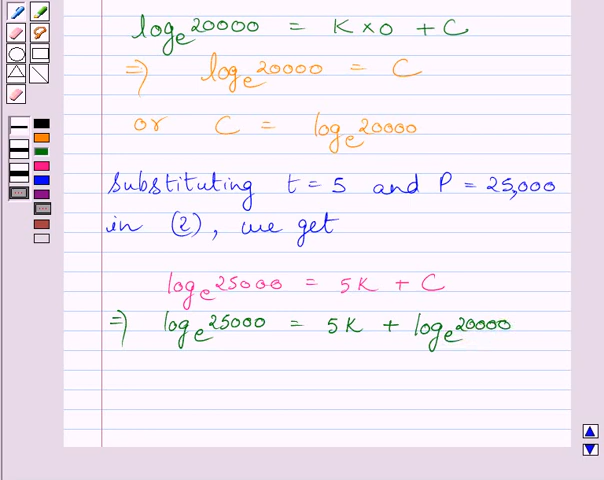 logₑ20000 = K × 0 + C
⇒ logₑ20000 = C
or C = logₑ20000
Substituting t = 5 and P = 25,000
in (2), we get
logₑ25000 = 5K + C
⇒ logₑ25000 = 5K + logₑ20000